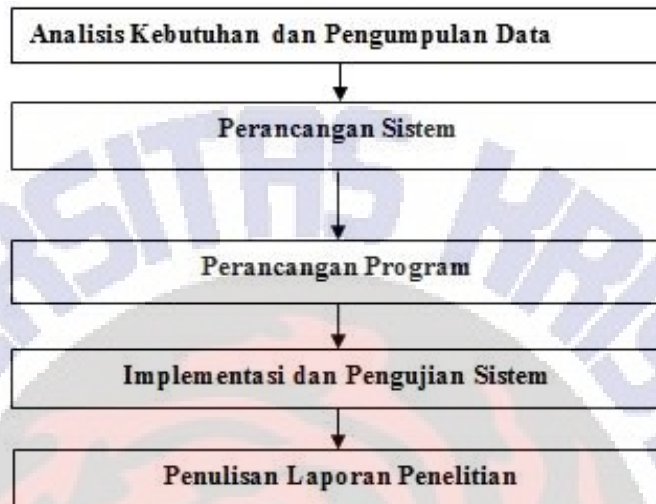 Analisis Kebutuhan dan Pengumpulan Data
Perancangan Sistem
Perancangan Program
Implementasi dan Pengujian Sistem
Penulisan Laporan Penelitian